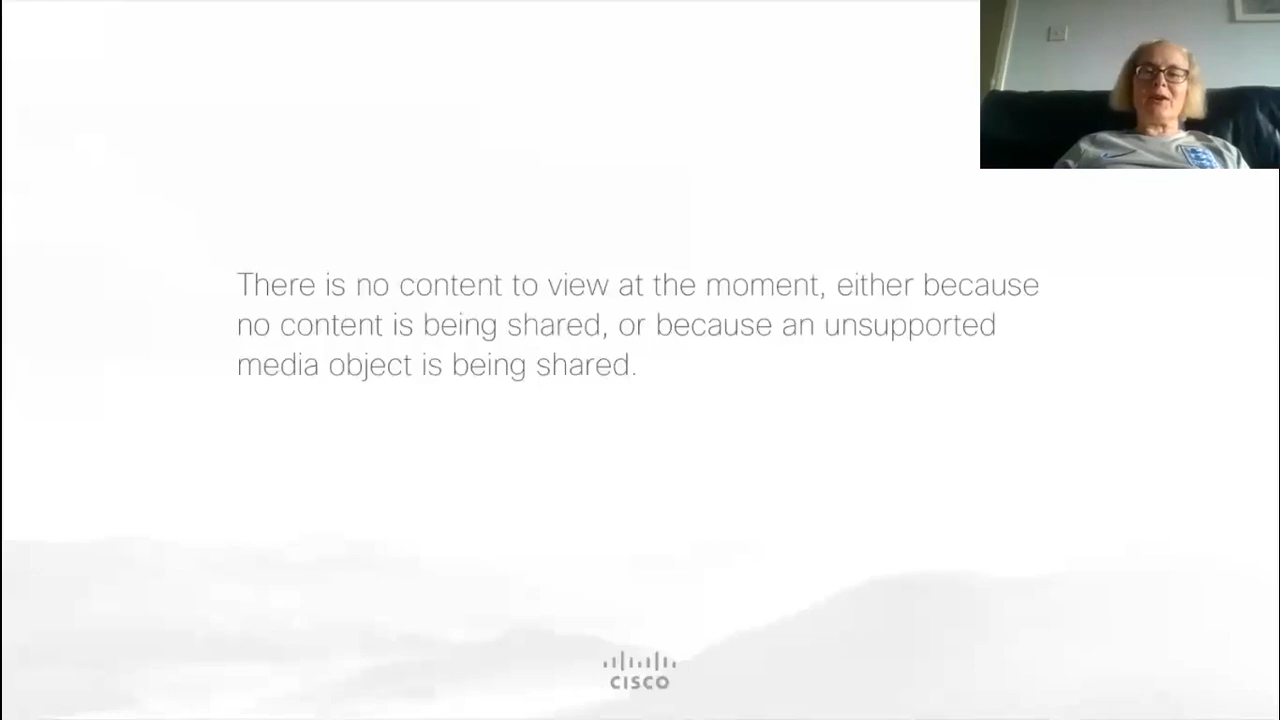 There is no content to view at the moment, either because
no content is being shared, or because an unsupported
media object is being shared.
CISCO